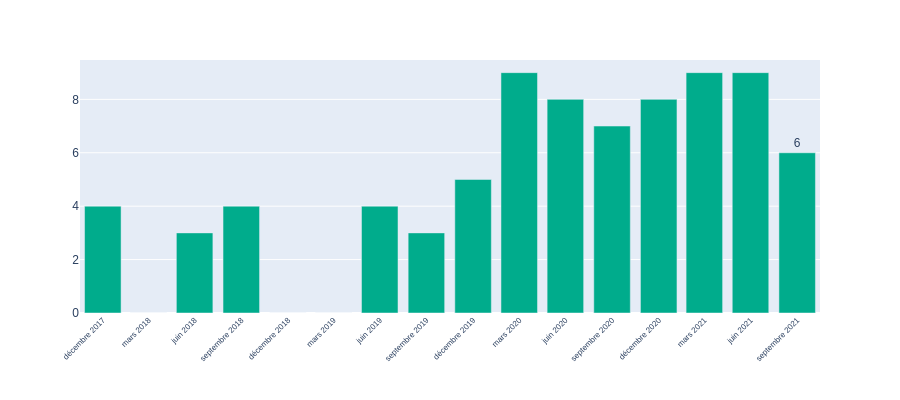 8
6
4
2
0
6
décembre 2017
mars 2018
juin 2018
septembre 2018
décembre 2018
mars 2019
juin 2019
septembre 2019
décembre 2019
mars 2020
juin 2020
septembre 2020
décembre 2020
mars 2021
juin 2021
septembre 2021